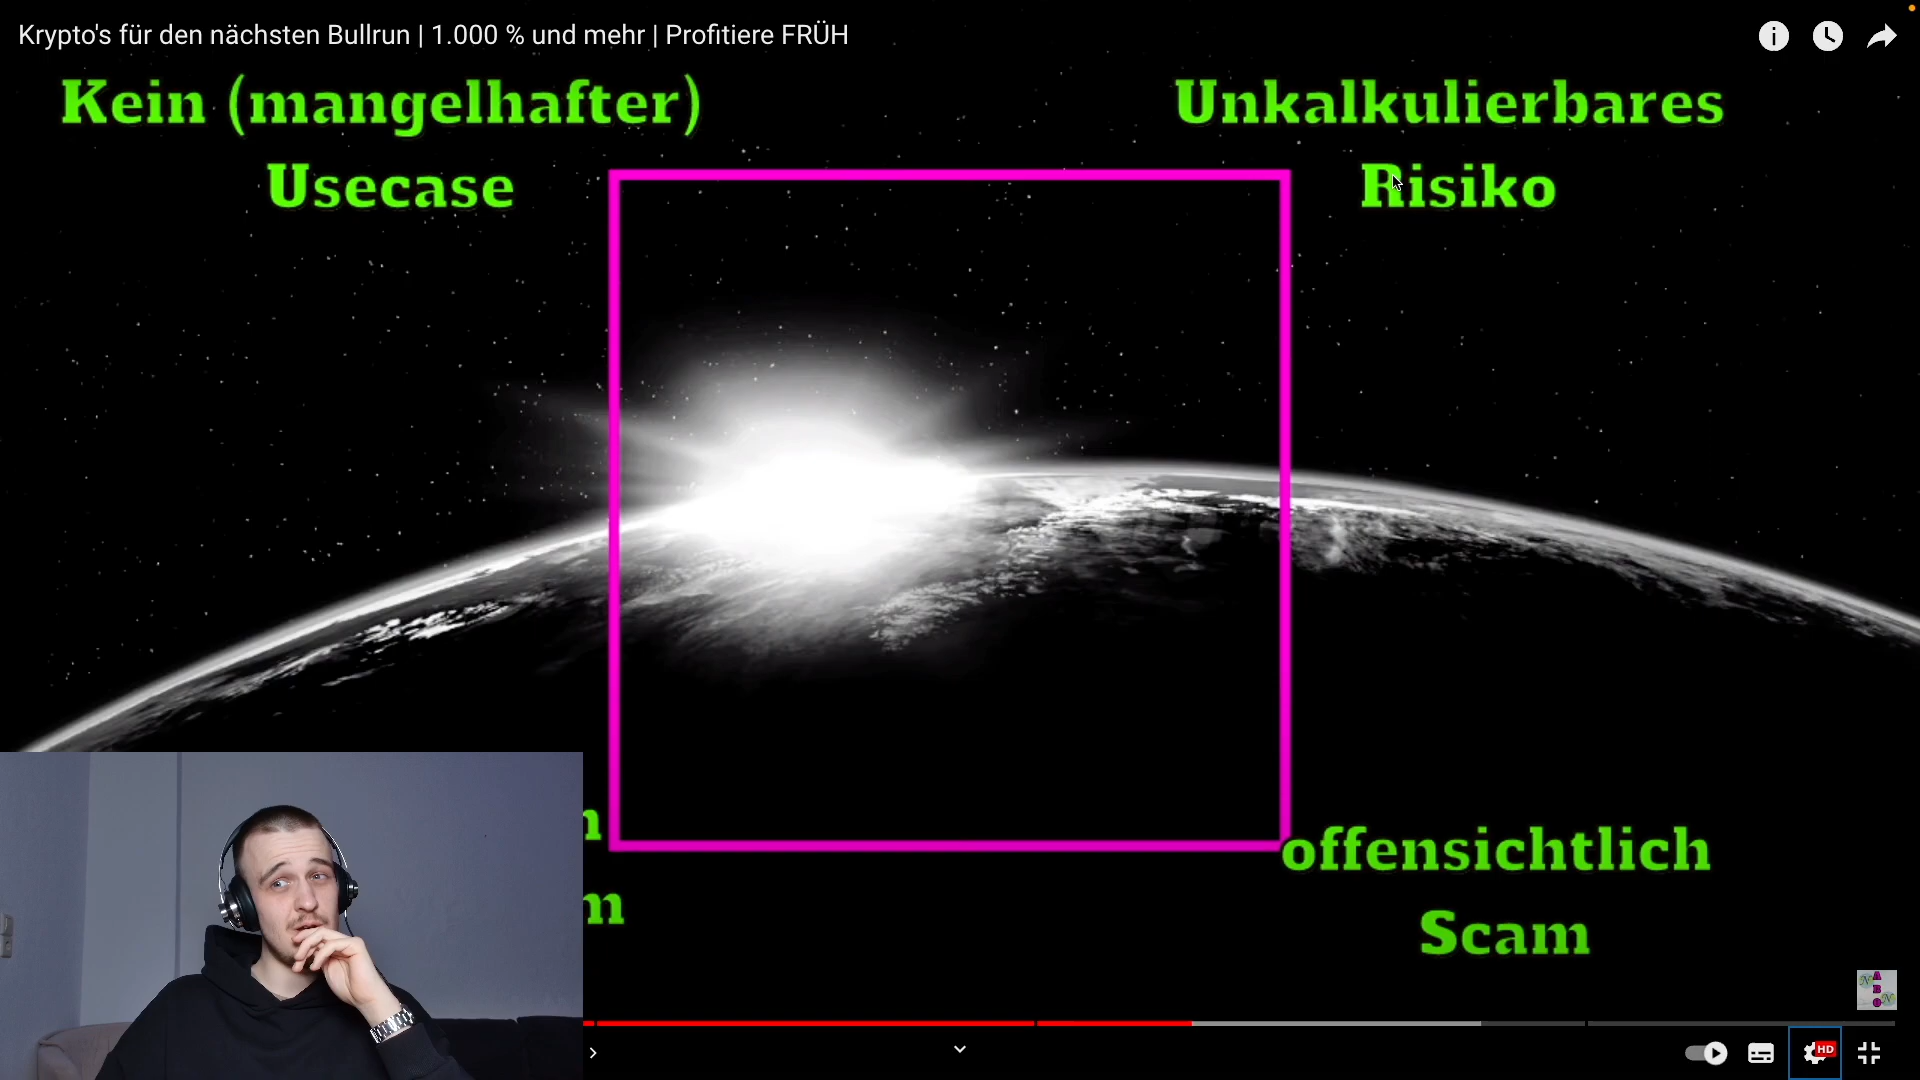 Krypto's für den nächsten Bullrun | 1.000 % und mehr | Profitiere FRÜH
Kein (mangelhafter)
Usecase
Unkalkulierbares
Risiko
offensichtlich
Scam
HD